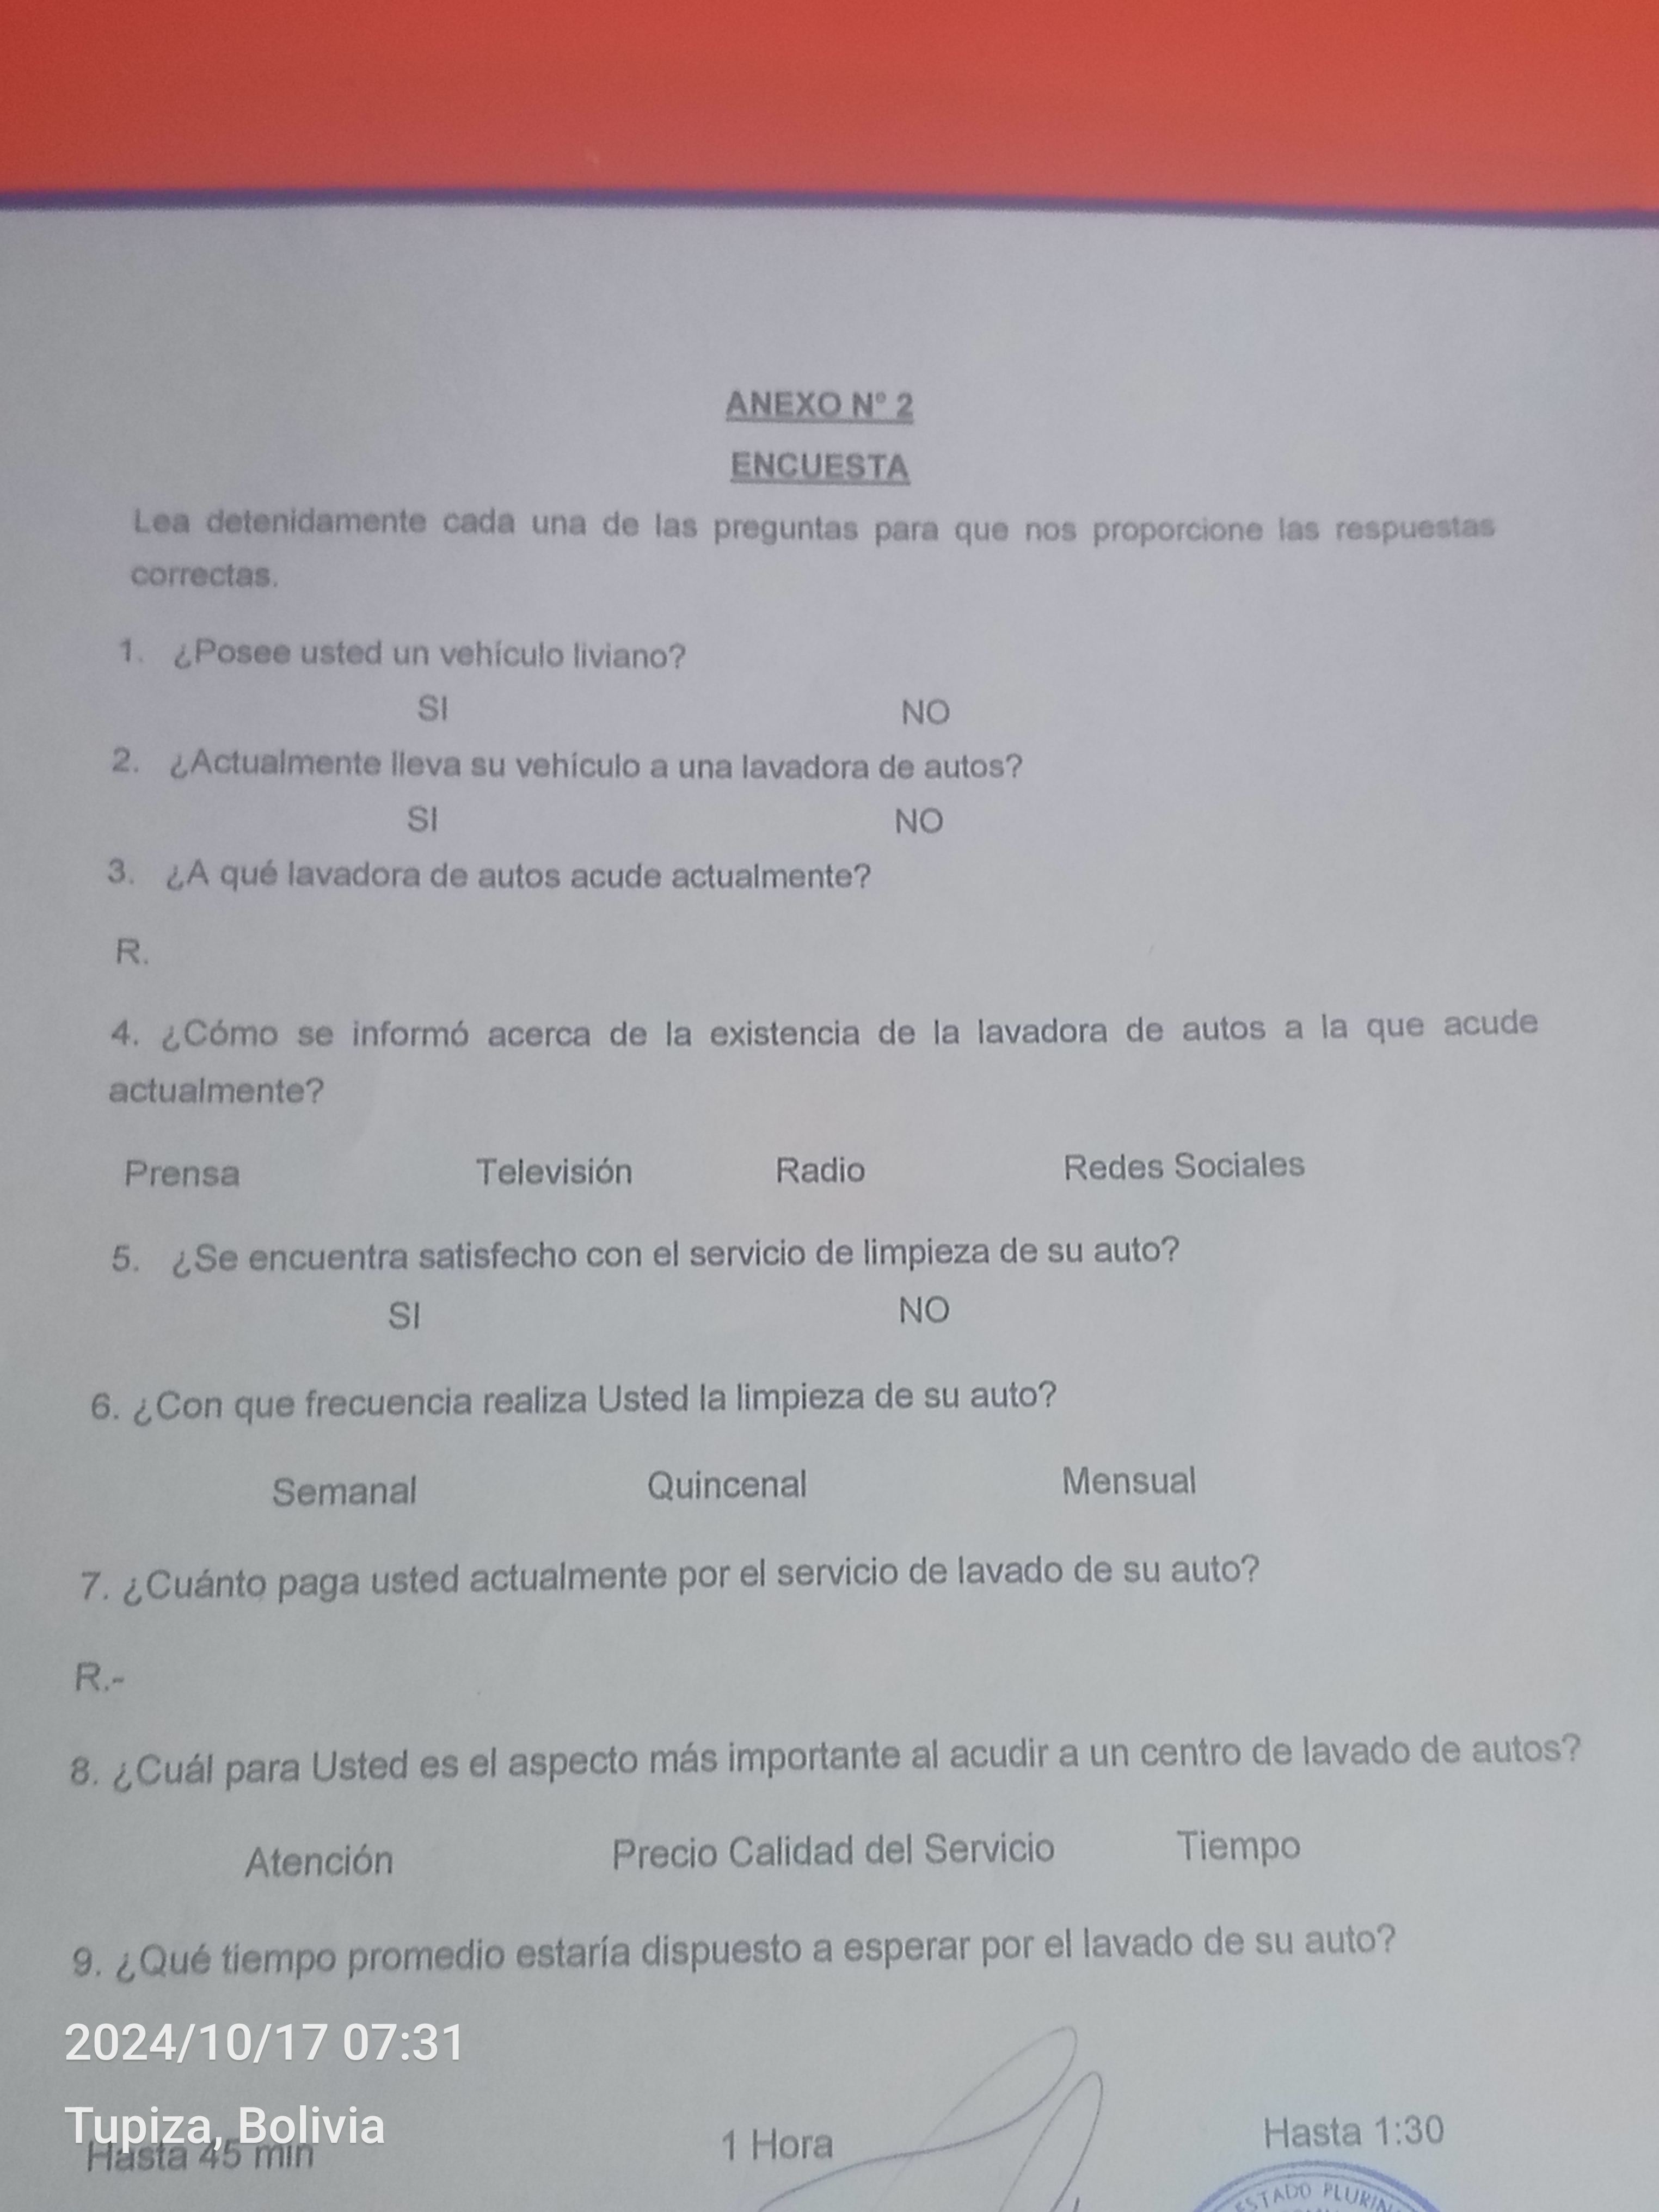 ANEXO N° 2
ENCUESTA
Lea detenidamente cada una de las preguntas para que nos proporcione las respuestas
correctas.
1. ¿Posee usted un vehículo liviano?
SI NO
2. ¿Actualmente lleva su vehículo a una lavadora de autos?
SI NO
3. ¿A qué lavadora de autos acude actualmente?
R.
4. ¿Cómo se informó acerca de la existencia de la lavadora de autos a la que acude
actualmente?
Prensa Televisión Radio Redes Sociales
5. ¿Se encuentra satisfecho con el servicio de limpieza de su auto?
SI NO
6. ¿Con que frecuencia realiza Usted la limpieza de su auto?
Semanal Quincenal Mensual
7. ¿Cuánto paga usted actualmente por el servicio de lavado de su auto?
R.-
8. ¿Cuál para Usted es el aspecto más importante al acudir a un centro de lavado de autos?
Atención Precio Calidad del Servicio Tiempo
9. ¿Qué tiempo promedio estaría dispuesto a esperar por el lavado de su auto?
2024/10/17 07:31
Tupiza, Bolivia
Hasta 45 min 1 Hora Hasta 1:30
ESTADO